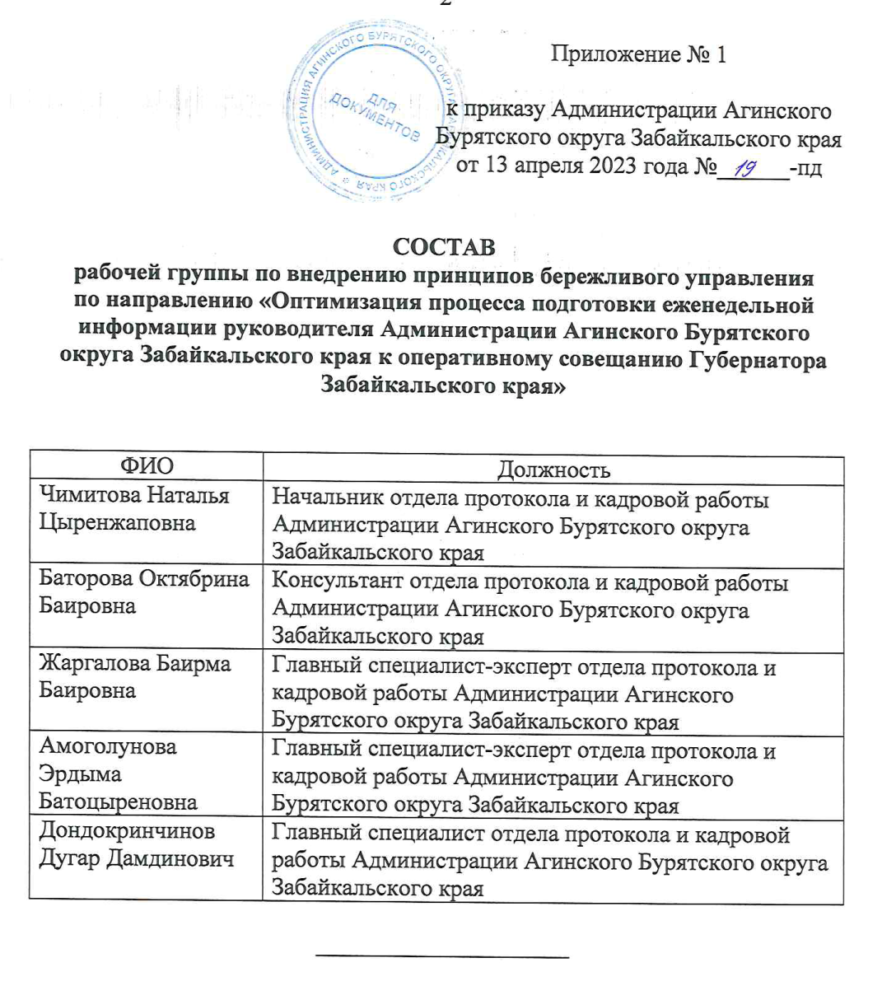 2
Приложение № 1
к приказу Администрации Агинского
Бурятского округа Забайкальского края
от 13 апреля 2023 года № 19 -пд
АДМИНИСТРАЦИЯ АГИНСКОГО БУРЯТСКОГО ОКРУГА ЗАБАЙКАЛЬСКОГО КРАЯ
ДЛЯ
ДОКУМЕНТОВ
СОСТАВ
рабочей группы по внедрению принципов бережливого управления
по направлению «Оптимизация процесса подготовки еженедельной
информации руководителя Администрации Агинского Бурятского
округа Забайкальского края к оперативному совещанию Губернатора
Забайкальского края»
ФИО
Должность
Чимитова Наталья
Цыренжаповна
Начальник отдела протокола и кадровой работы
Администрации Агинского Бурятского округа
Забайкальского края
Баторова Октябрина
Баировна
Консультант отдела протокола и кадровой работы
Администрации Агинского Бурятского округа
Забайкальского края
Жаргалова Баирма
Баировна
Главный специалист-эксперт отдела протокола и
кадровой работы Администрации Агинского
Бурятского округа Забайкальского края
Амоголунова
Эрдыма
Батоцыреновна
Главный специалист-эксперт отдела протокола и
кадровой работы Администрации Агинского
Бурятского округа Забайкальского края
Дондокринчинов
Дугар Дамдинович
Главный специалист отдела протокола и кадровой
работы Администрации Агинского Бурятского округа
Забайкальского края